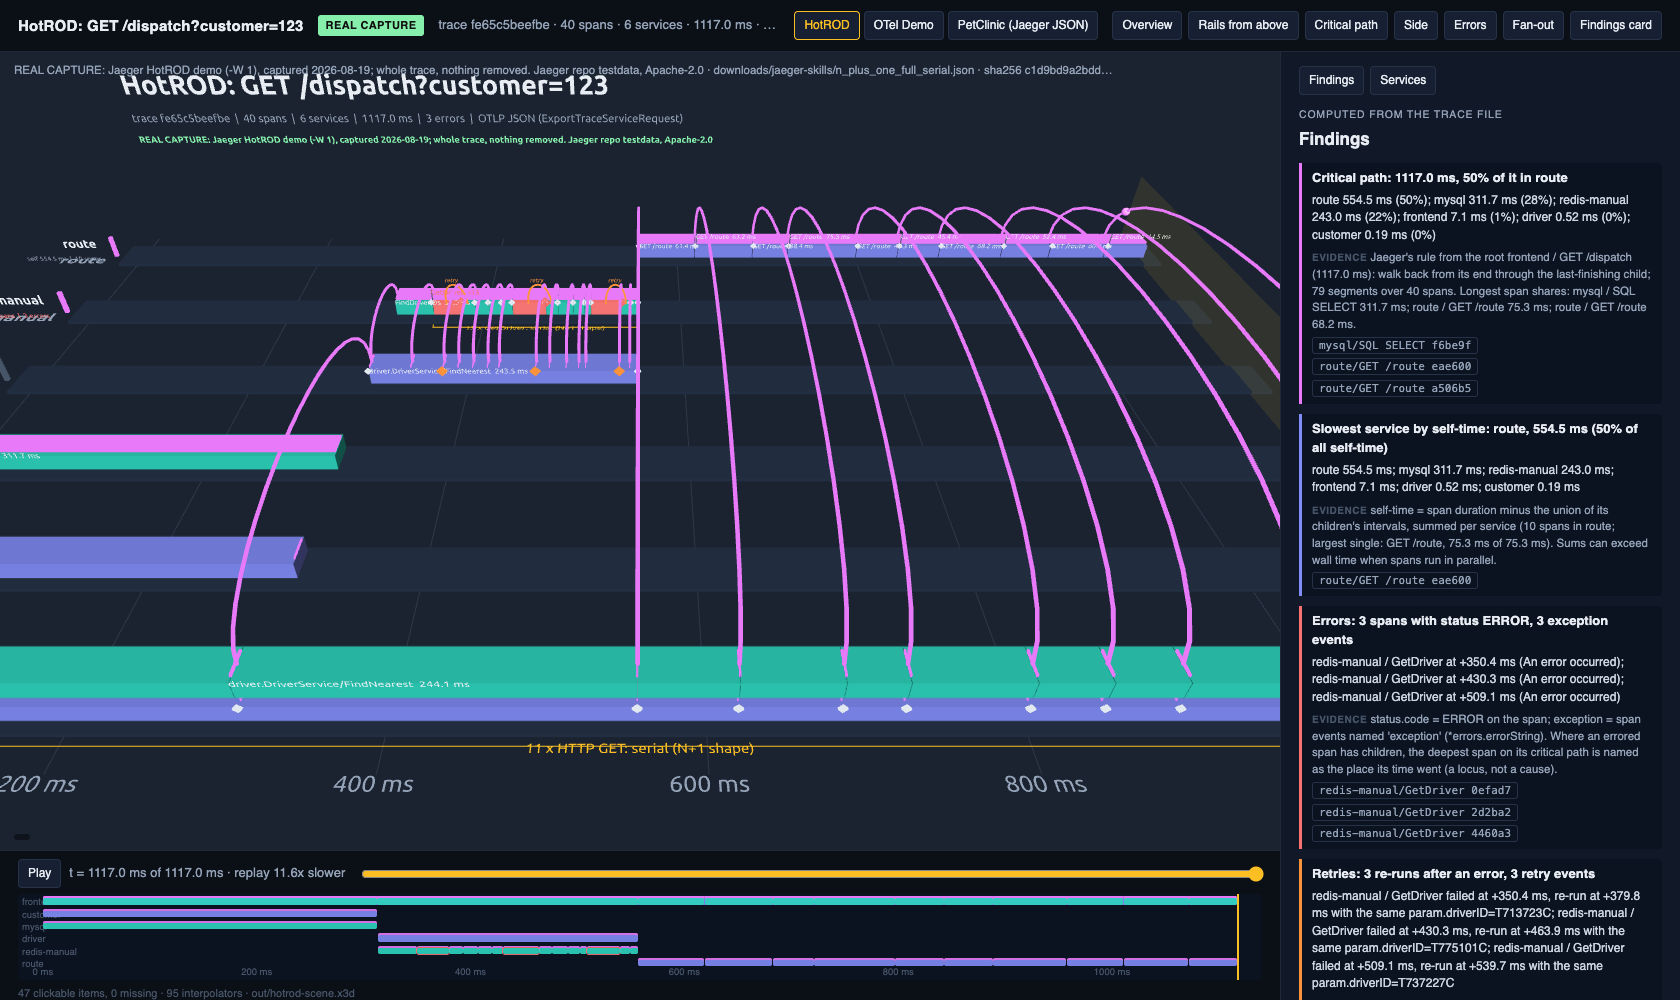 HotROD: GET /dispatch?customer=123
REAL CAPTURE
trace fe65c5beefbe · 40 spans · 6 services · 1117.0 ms · ...
HotROD
OTel Demo
PetClinic (Jaeger JSON)
Overview
Rails from above
Critical path
Side
Errors
Fan-out
Findings card
REAL CAPTURE: Jaeger HotROD demo (-W 1), captured 2026-08-19; whole trace, nothing removed. Jaeger repo testdata, Apache-2.0 · downloads/jaeger-skills/n_plus_one_full_serial.json · sha256 c1d9bd9a2bdd...
HotROD: GET /dispatch?customer=123
trace fe65c5beefbe | 40 spans | 6 services | 1117.0 ms | 3 errors | OTLP JSON (ExportTraceServiceRequest)
REAL CAPTURE: Jaeger HotROD demo (-W 1), captured 2026-08-19; whole trace, nothing removed. Jaeger repo testdata, Apache-2.0
route
route
manual
retry
retry
retry
driver.DriverService/FindNearest 243.5 ms
311.7 ms
driver.DriverService/FindNearest 244.1 ms
11 x HTTP GET: serial (N+1 shape)
200 ms
400 ms
600 ms
800 ms
Play
t = 1117.0 ms of 1117.0 ms · replay 11.6x slower
driver
redis-manual
route
0 ms
200 ms
400 ms
600 ms
800 ms
1000 ms
47 clickable items, 0 missing · 95 interpolators · out/hotrod-scene.x3d
Findings
Services
COMPUTED FROM THE TRACE FILE
Findings
Critical path: 1117.0 ms, 50% of it in route
route 554.5 ms (50%); mysql 311.7 ms (28%); redis-manual
243.0 ms (22%); frontend 7.1 ms (1%); driver 0.52 ms (0%);
customer 0.19 ms (0%)
EVIDENCE Jaeger's rule from the root frontend / GET /dispatch
(1117.0 ms): walk back from its end through the last-finishing child;
79 segments over 40 spans. Longest span shares: mysql / SQL
SELECT 311.7 ms; route / GET /route 75.3 ms; route / GET /route
68.2 ms.
mysql/SQL SELECT f6be9f
route/GET /route eae600
route/GET /route a506b5
Slowest service by self-time: route, 554.5 ms (50% of
all self-time)
route 554.5 ms; mysql 311.7 ms; redis-manual 243.0 ms;
frontend 7.1 ms; driver 0.52 ms; customer 0.19 ms
EVIDENCE self-time = span duration minus the union of its
children's intervals, summed per service (10 spans in route;
largest single: GET /route, 75.3 ms of 75.3 ms). Sums can exceed
wall time when spans run in parallel.
route/GET /route eae600
Errors: 3 spans with status ERROR, 3 exception
events
redis-manual / GetDriver at +350.4 ms (An error occurred);
redis-manual / GetDriver at +430.3 ms (An error occurred);
redis-manual / GetDriver at +509.1 ms (An error occurred)
EVIDENCE status.code = ERROR on the span; exception = span
events named 'exception' (*errors.errorString). Where an errored
span has children, the deepest span on its critical path is named
as the place its time went (a locus, not a cause).
redis-manual/GetDriver 0efad7
redis-manual/GetDriver 2d2ba2
redis-manual/GetDriver 4460a3
Retries: 3 re-runs after an error, 3 retry events
redis-manual / GetDriver failed at +350.4 ms, re-run at +379.8
ms with the same param.driverID=T713723C; redis-manual /
GetDriver failed at +430.3 ms, re-run at +463.9 ms with the
same param.driverID=T775101C; redis-manual / GetDriver
failed at +509.1 ms, re-run at +539.7 ms with the same
param.driverID=T737227C